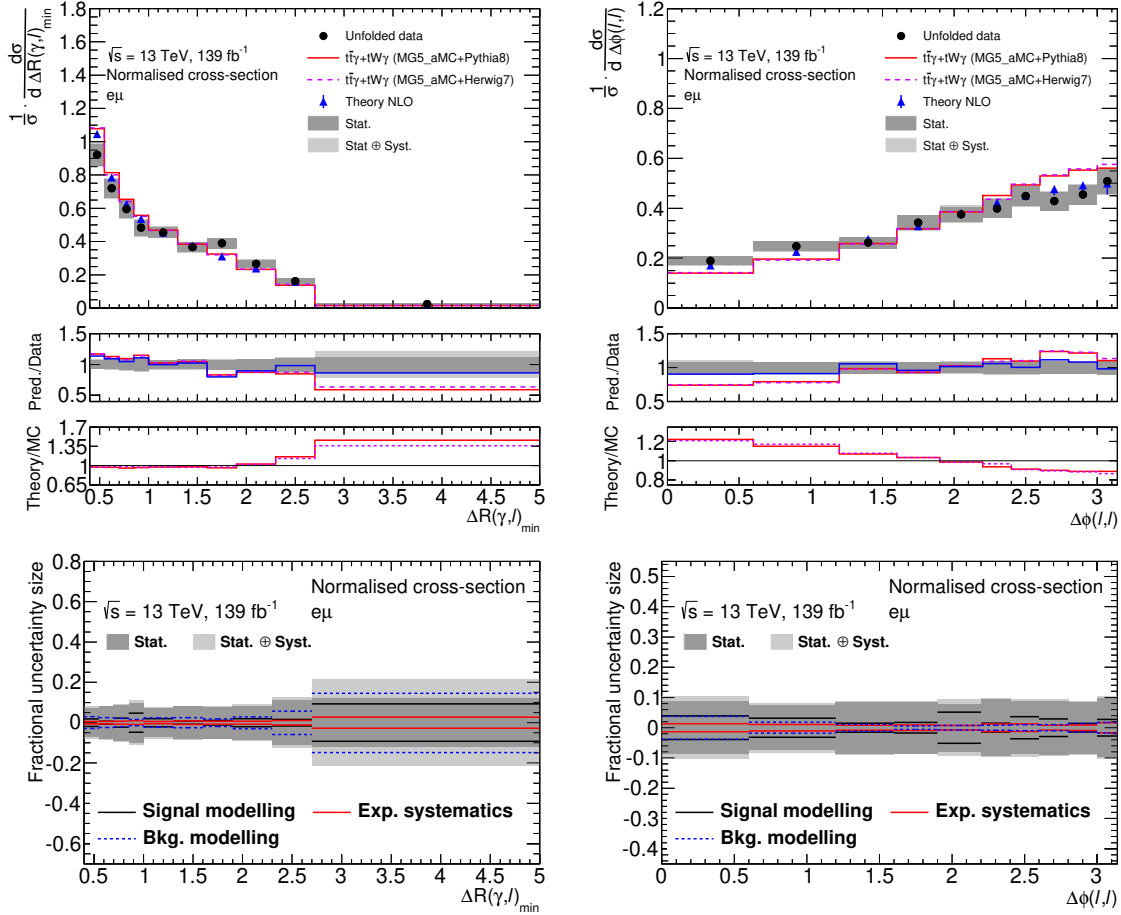 1/σ · dσ / d ΔR(γ,l)min
1.8
1.6
1.4
1.2
1
0.8
0.6
0.4
0.2
0
√s = 13 TeV, 139 fb-1
Normalised cross-section
eμ
Unfolded data
tt̄γ+tWγ (MG5_aMC+Pythia8)
tt̄γ+tWγ (MG5_aMC+Herwig7)
Theory NLO
Stat.
Stat ⊕ Syst.
Pred./Data
1.5
1
0.5
Theory/MC
1.7
1.35
1
0.65
0.5 1 1.5 2 2.5 3 3.5 4 4.5 5
ΔR(γ,l)min
1/σ · dσ / d Δφ(l,l)
1.2
1
0.8
0.6
0.4
0.2
0
√s = 13 TeV, 139 fb-1
Normalised cross-section
eμ
Unfolded data
tt̄γ+tWγ (MG5_aMC+Pythia8)
tt̄γ+tWγ (MG5_aMC+Herwig7)
Theory NLO
Stat.
Stat ⊕ Syst.
Pred./Data
1.5
1
0.5
Theory/MC
1.2
1
0.8
0 0.5 1 1.5 2 2.5 3
Δφ(l,l)
Fractional uncertainty size
0.8
0.6
0.4
0.2
0
-0.2
-0.4
-0.6
Normalised cross-section
√s = 13 TeV, 139 fb-1
eμ
Stat.
Stat. ⊕ Syst.
Signal modelling
Exp. systematics
Bkg. modelling
0.5 1 1.5 2 2.5 3 3.5 4 4.5 5
ΔR(γ,l)min
Fractional uncertainty size
0.5
0.4
0.3
0.2
0.1
0
-0.1
-0.2
-0.3
-0.4
Normalised cross-section
√s = 13 TeV, 139 fb-1
eμ
Stat.
Stat. ⊕ Syst.
Signal modelling
Exp. systematics
Bkg. modelling
0 0.5 1 1.5 2 2.5 3
Δφ(l,l)